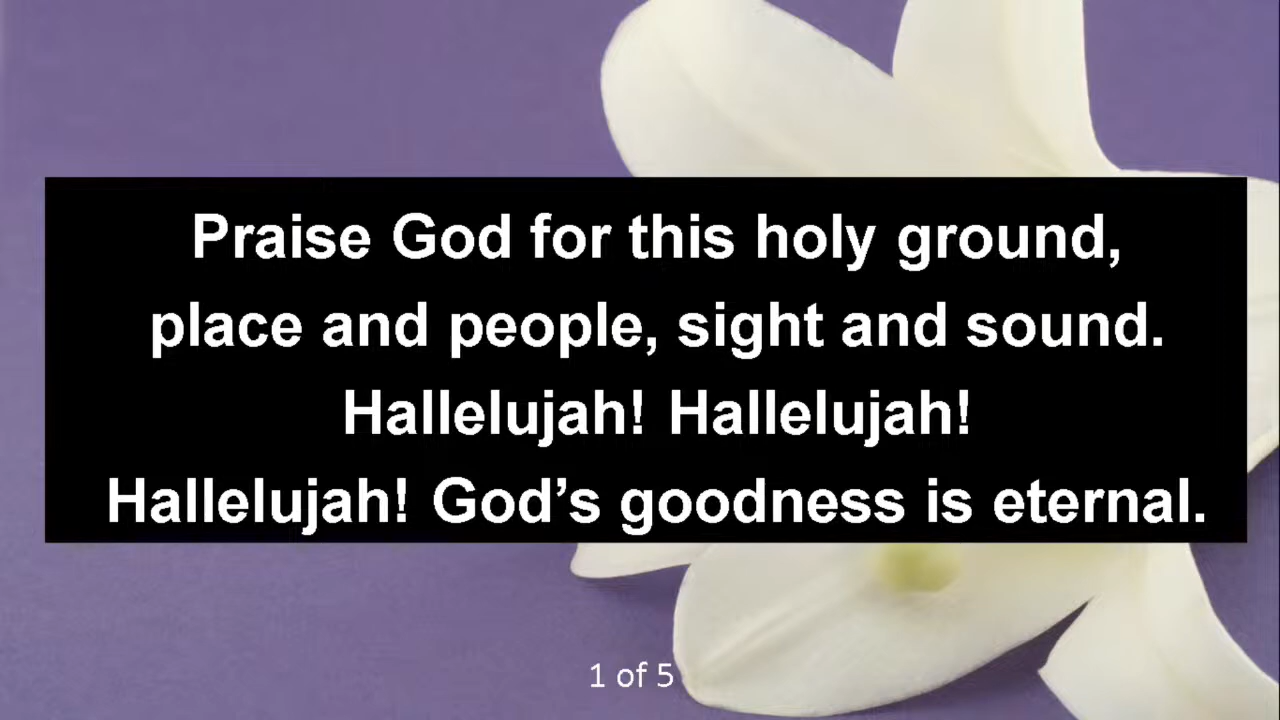 Praise God for this holy ground,
place and people, sight and sound.
Hallelujah! Hallelujah!
Hallelujah! God’s goodness is eternal.
1 of 5